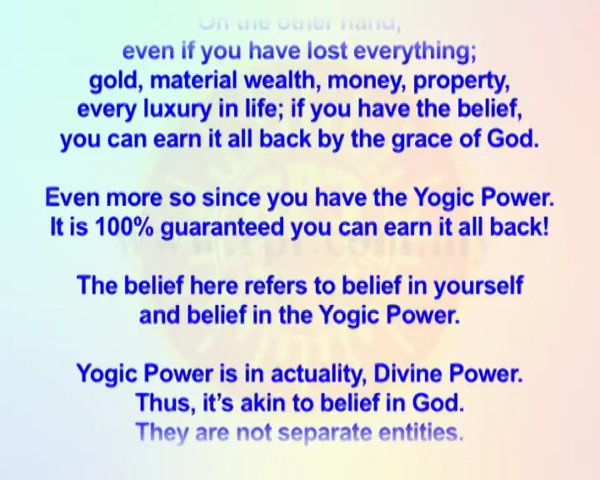 On the other hand,
even if you have lost everything;
gold, material wealth, money, property,
every luxury in life; if you have the belief,
you can earn it all back by the grace of God.
Even more so since you have the Yogic Power.
It is 100% guaranteed you can earn it all back!
The belief here refers to belief in yourself
and belief in the Yogic Power.
Yogic Power is in actuality, Divine Power.
Thus, it's akin to belief in God.
They are not separate entities.